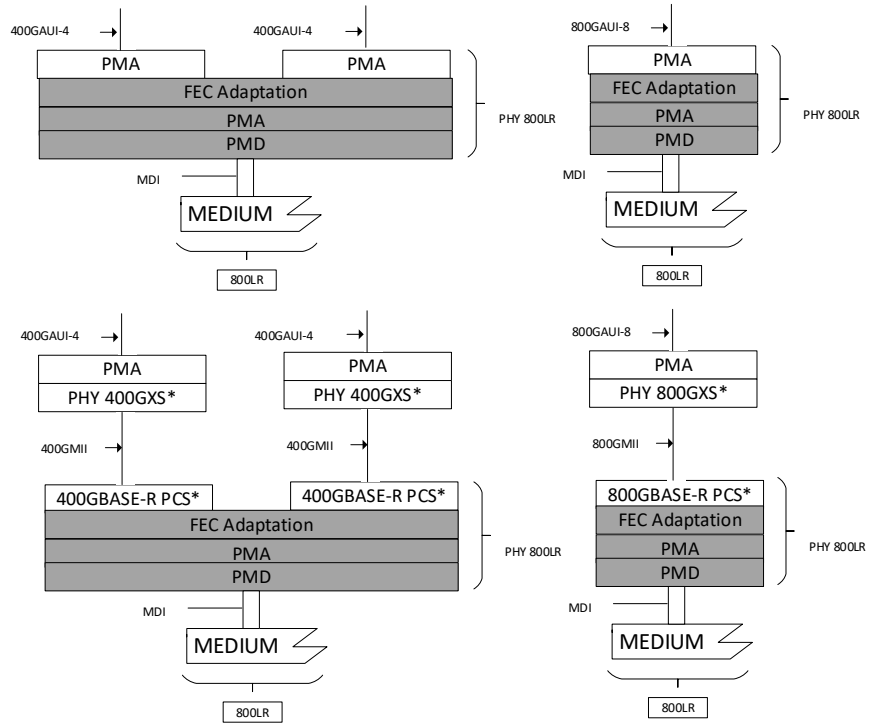 400GAUI-4
PMA
400GAUI-4
PMA
FEC Adaptation
PMA
PMD
PHY 800LR
MDI
MEDIUM
800LR
800GAUI-8
PMA
FEC Adaptation
PMA
PMD
PHY 800LR
MDI
MEDIUM
800LR
400GAUI-4
PMA
PHY 400GXS*
400GMII
400GBASE-R PCS*
400GAUI-4
PMA
PHY 400GXS*
400GMII
400GBASE-R PCS*
FEC Adaptation
PMA
PMD
PHY 800LR
MDI
MEDIUM
800LR
800GAUI-8
PMA
PHY 800GXS*
800GMII
800GBASE-R PCS*
FEC Adaptation
PMA
PMD
PHY 800LR
MDI
MEDIUM
800LR